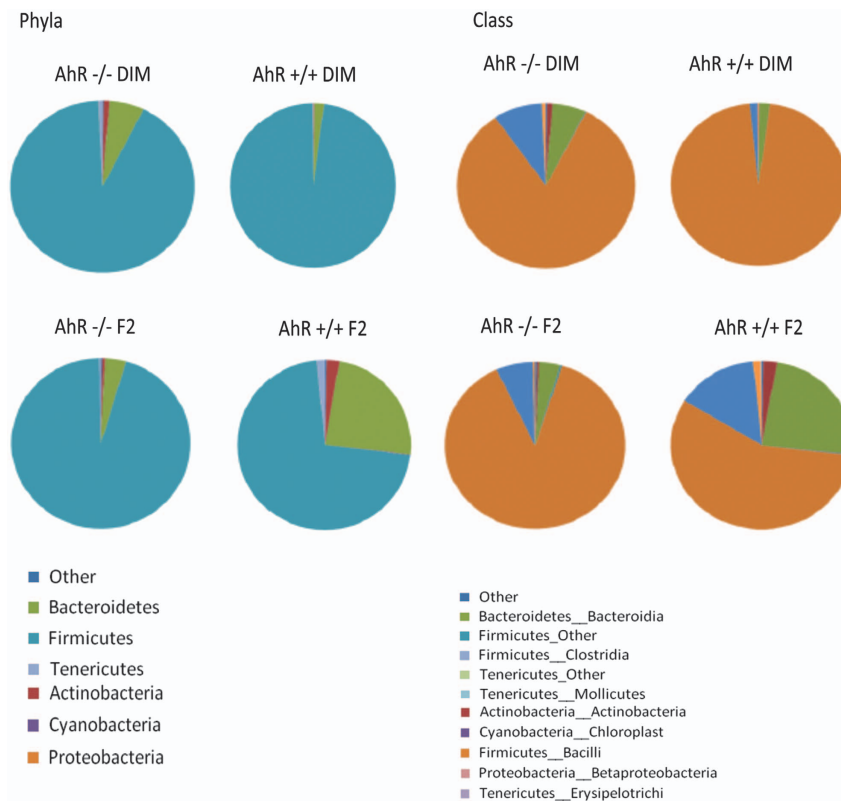 Phyla
Class
AhR -/- DIM
AhR +/+ DIM
AhR -/- DIM
AhR +/+ DIM
AhR -/- F2
AhR +/+ F2
AhR -/- F2
AhR +/+ F2
Other
Bacteroidetes
Firmicutes
Tenericutes
Actinobacteria
Cyanobacteria
Proteobacteria
Other
Bacteroidetes__Bacteroidia
Firmicutes_Other
Firmicutes__Clostridia
Tenericutes_Other
Tenericutes__Mollicutes
Actinobacteria__Actinobacteria
Cyanobacteria__Chloroplast
Firmicutes__Bacilli
Proteobacteria__Betaproteobacteria
Tenericutes__Erysipelotrichi